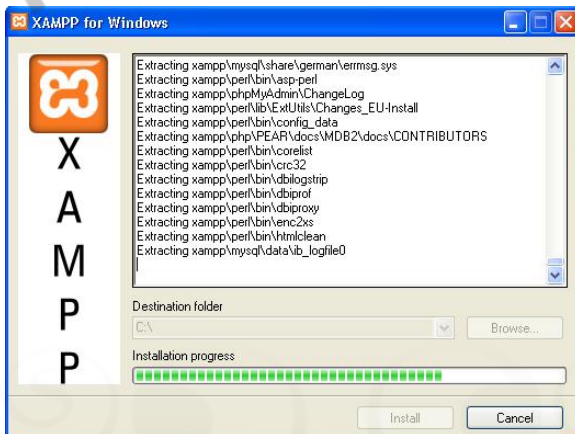 XAMPP for Windows
X
A
M
P
P
Extracting xampp\mysql\share\german\errmsg.sys
Extracting xampp\perl\bin\asp-perl
Extracting xampp\phpMyAdmin\ChangeLog
Extracting xampp\perl\lib\ExtUtils\Changes_EU-Install
Extracting xampp\perl\bin\config_data
Extracting xampp\php\PEAR\docs\MDB2\docs\CONTRIBUTORS
Extracting xampp\perl\bin\corelist
Extracting xampp\perl\bin\crc32
Extracting xampp\perl\bin\dbilogstrip
Extracting xampp\perl\bin\dbiprof
Extracting xampp\perl\bin\dbiproxy
Extracting xampp\perl\bin\enc2xs
Extracting xampp\perl\bin\htmlclean
Extracting xampp\mysql\data\ib_logfile0
Destination folder
C:\
Browse...
Installation progress
Install
Cancel